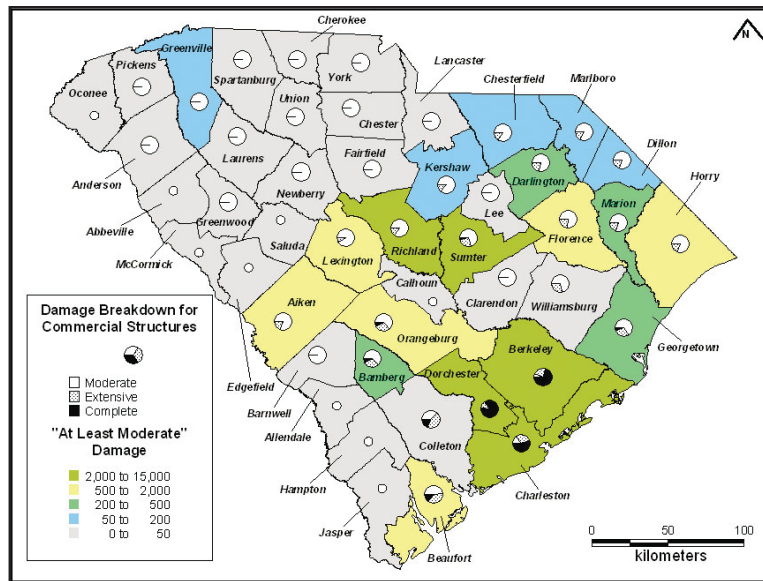 Cherokee
N
Greenville
Pickens
Spartanburg
York
Lancaster
Oconee
Chesterfield
Marlboro
Union
Chester
Laurens
Fairfield
Kershaw
Dillon
Anderson
Darlington
Horry
Newberry
Greenwood
Lee
Marion
Abbeville
Saluda
Richland
Sumter
Florence
McCormick
Lexington
Calhoun
Clarendon
Williamsburg
Aiken
Georgetown
Orangeburg
Berkeley
Edgefield
Bamberg
Dorchester
Barnwell
Allendale
Colleton
Hampton
Charleston
Jasper
Beaufort
Damage Breakdown for
Commercial Structures
Moderate
Extensive
Complete
"At Least Moderate"
Damage
2,000 to 15,000
500 to 2,000
200 to 500
50 to 200
0 to 50
0 50 100
kilometers